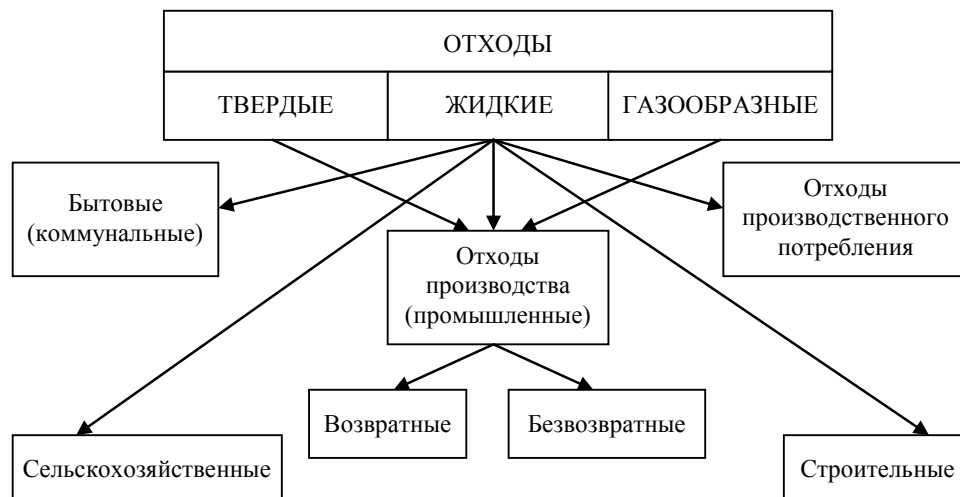 ОТХОДЫ
ТВЕРДЫЕ
ЖИДКИЕ
ГАЗООБРАЗНЫЕ
Бытовые
(коммунальные)
Отходы
производства
(промышленные)
Отходы
производственного
потребления
Возвратные
Безвозвратные
Сельскохозяйственные
Строительные